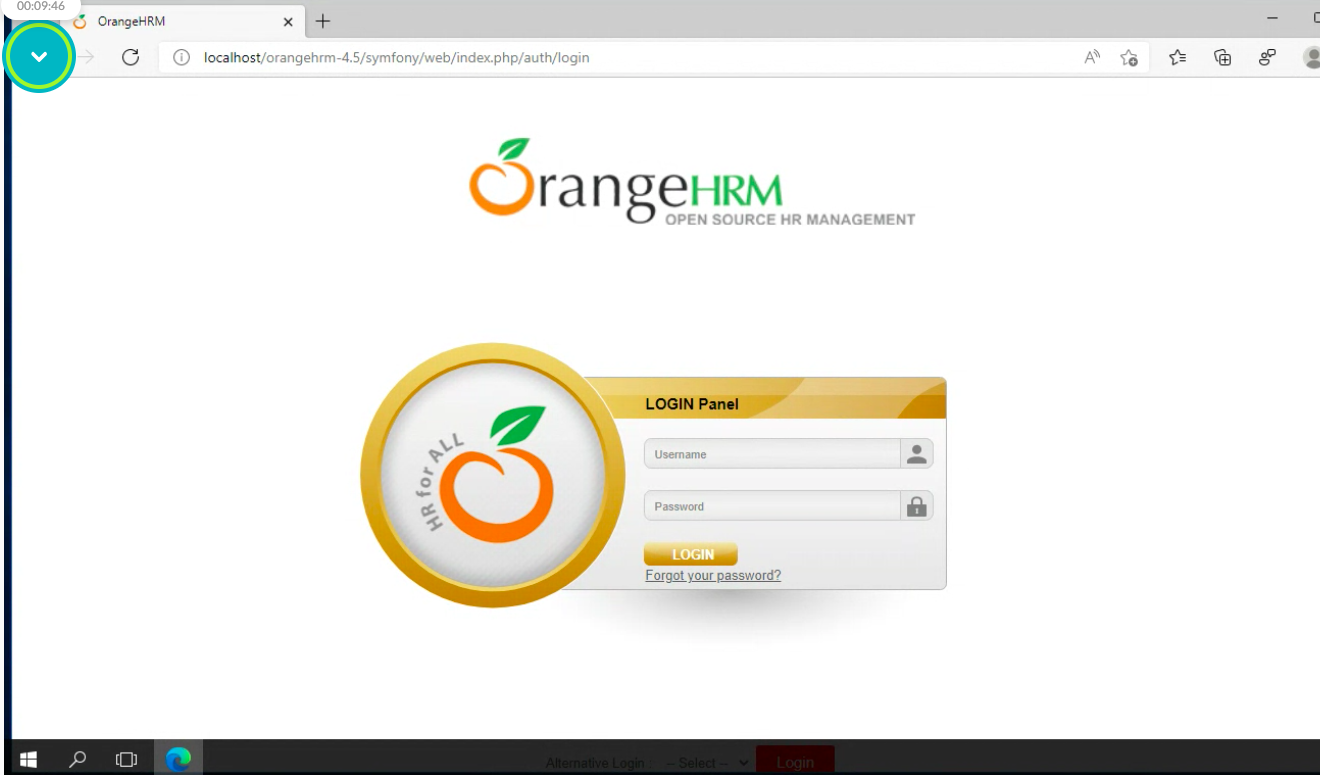 00:09:46
OrangeHRM
localhost/orangehrm-4.5/symfony/web/index.php/auth/login
OrangeHRM
OPEN SOURCE HR MANAGEMENT
HR for ALL
LOGIN Panel
Username
Password
LOGIN
Forgot your password?
Alternative Login : -- Select -- Login